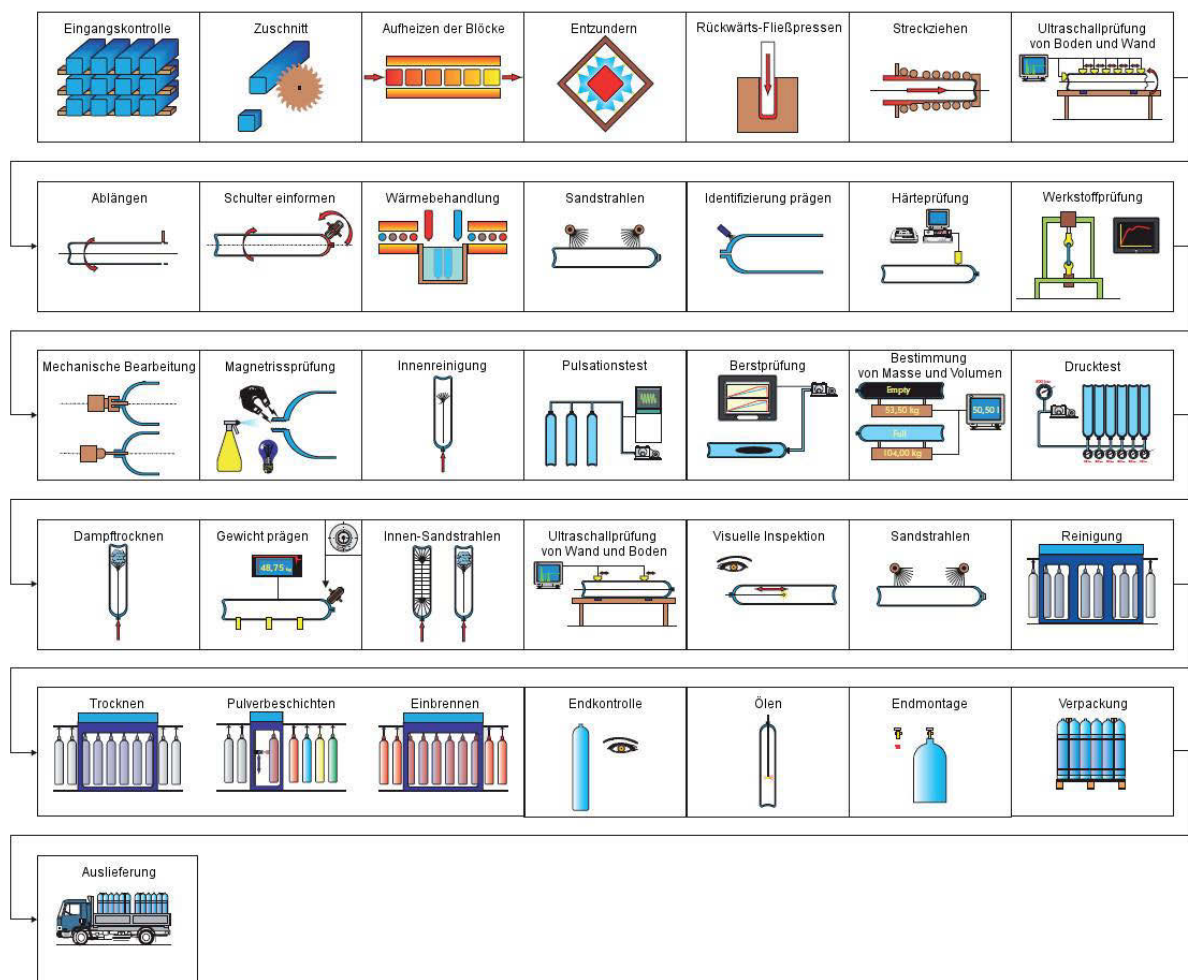 Eingangskontrolle
Zuschnitt
Aufheizen der Blöcke
Entzundern
Rückwärts-Fließpressen
Streckziehen
Ultraschallprüfung
von Boden und Wand
Ablängen
Schulter einformen
Wärmebehandlung
Sandstrahlen
Identifizierung prägen
Härteprüfung
Werkstoffprüfung
Mechanische Bearbeitung
Magnetrissprüfung
Innenreinigung
Pulsationstest
Berstprüfung
Bestimmung
von Masse und Volumen
Empty
53,50 kg
Full
104,00 kg
50,50 l
Drucktest
Dampftrocknen
Gewicht prägen
48,75 kg
Innen-Sandstrahlen
Ultraschallprüfung
von Wand und Boden
Visuelle Inspektion
Sandstrahlen
Reinigung
Trocknen
Pulverbeschichten
Einbrennen
Endkontrolle
Ölen
Endmontage
Verpackung
Auslieferung